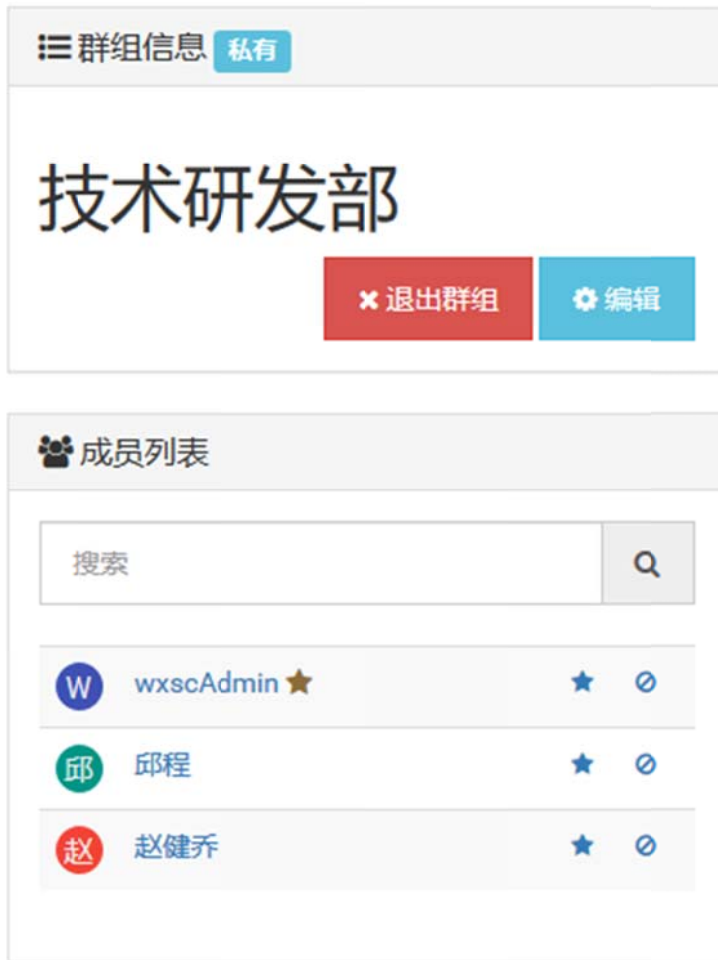 群组信息 私有
技术研发部
退出群组 编辑
成员列表
搜索
W wxscAdmin
邱 邱程
赵 赵健乔